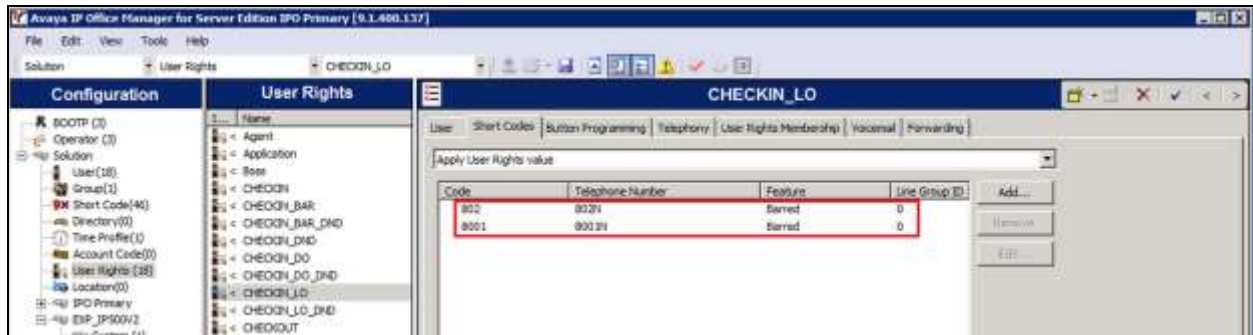 Avaya IP Office Manager for Server Edition IPO Primary [9.1.400.137]
File Edit View Tools Help
Solution User Rights CHECKIN_LO
Configuration
BOOTP (3)
Operator (3)
Solution
User(18)
Group(1)
Short Code(46)
Directory(0)
Time Profile(1)
Account Code(0)
User Rights (18)
Location(0)
IPO Primary
EXP_IP500V2
User Rights
Name
Agent
Application
Boss
CHECKIN
CHECKIN_BAR
CHECKIN_BAR_DND
CHECKIN_DND
CHECKIN_DO
CHECKIN_DO_DND
CHECKIN_LO
CHECKIN_LO_DND
CHECKOUT
CHECKIN_LO
User Short Codes Button Programming Telephony User Rights Membership Voicemail Forwarding
Apply User Rights value
Code Telephone Number Feature Line Group ID
802 802N Barred 0
8001 8001N Barred 0
Add...
Remove
Edit...